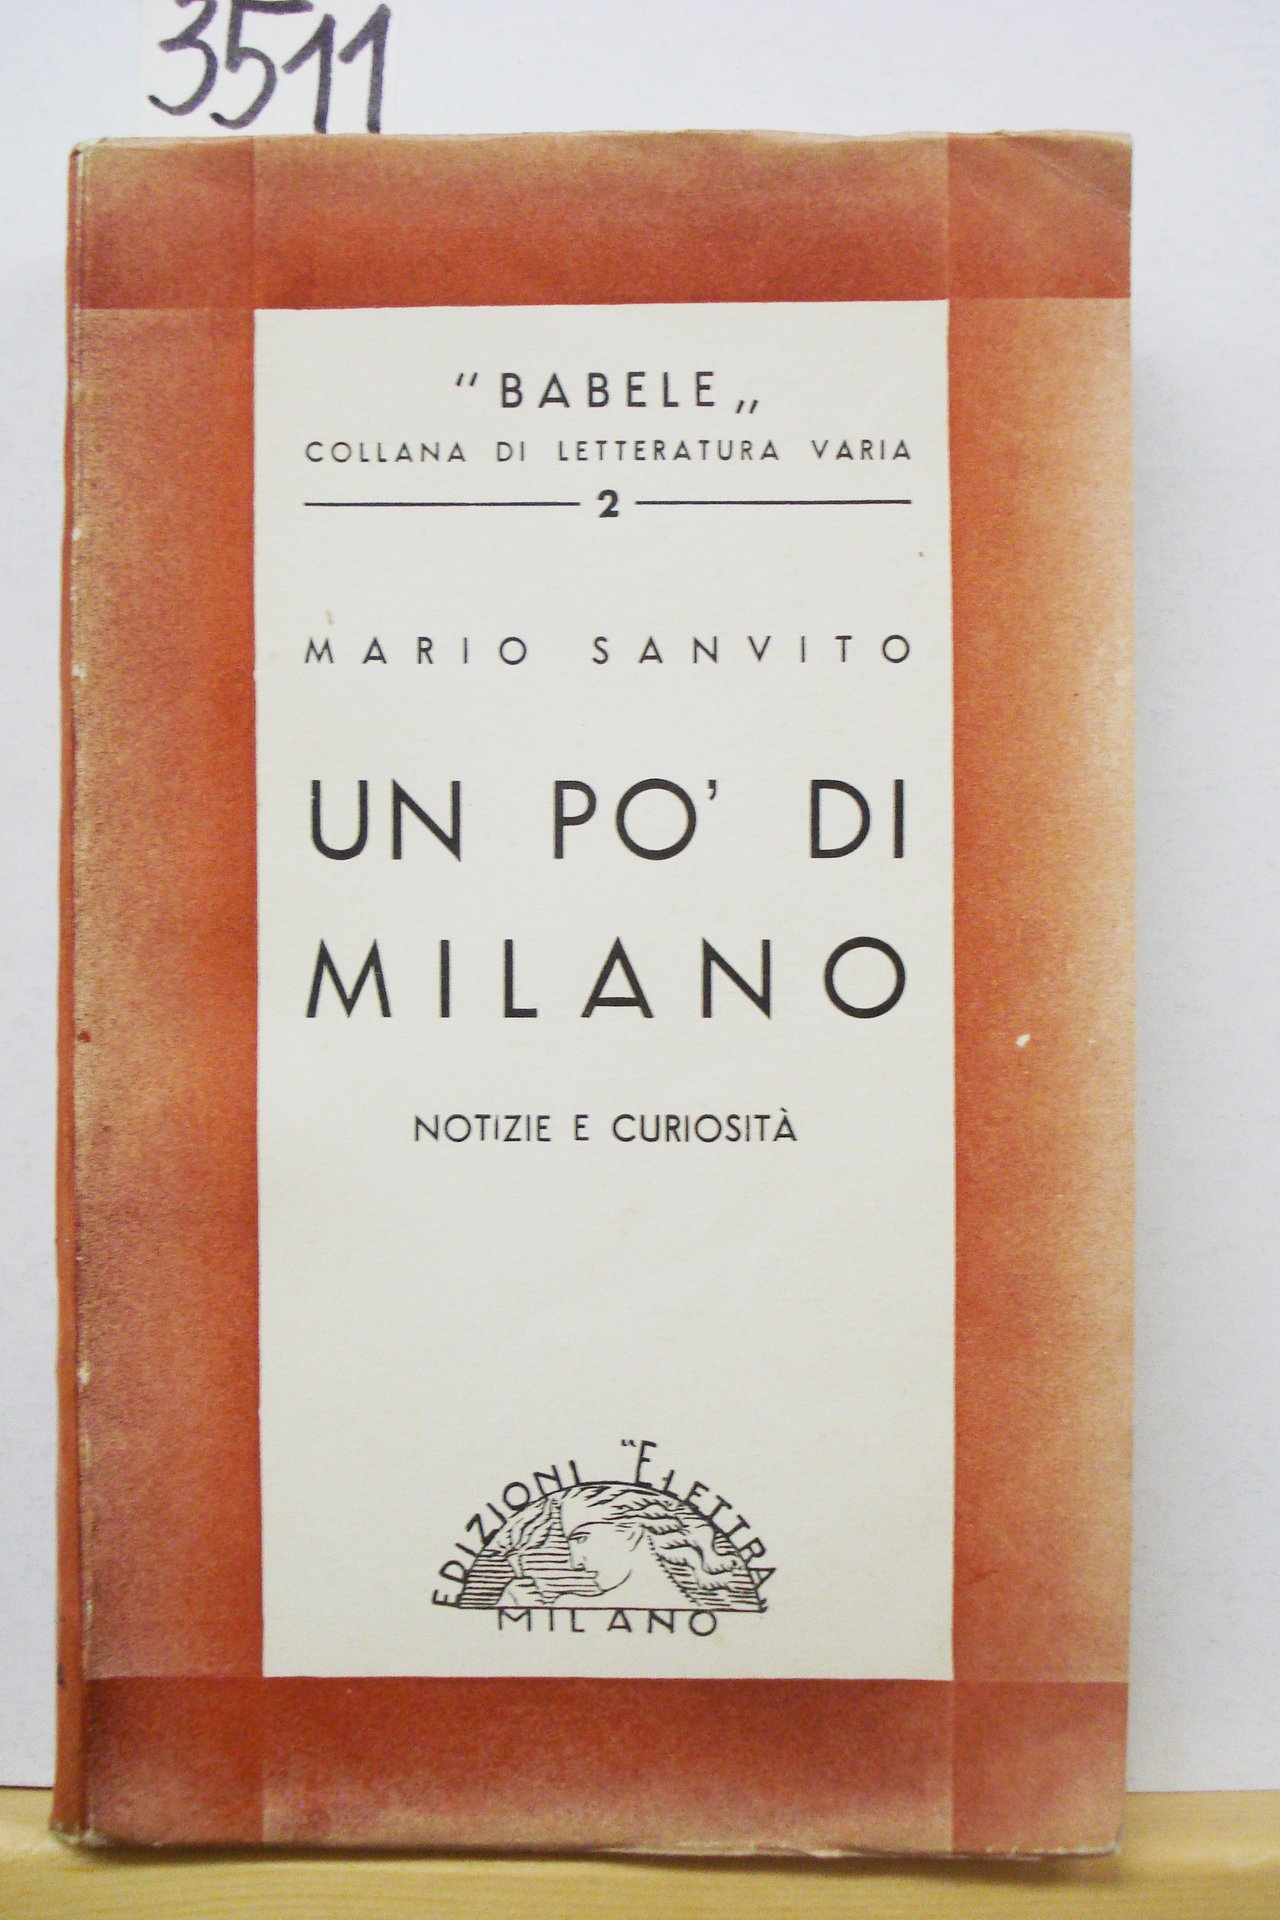 3511
"BABELE„
COLLANA DI LETTERATURA VARIA
2
MARIO SANVITO
UN PO' DI
MILANO
NOTIZIE E CURIOSITÀ
EDIZIONI "ELETTRA„
MILANO